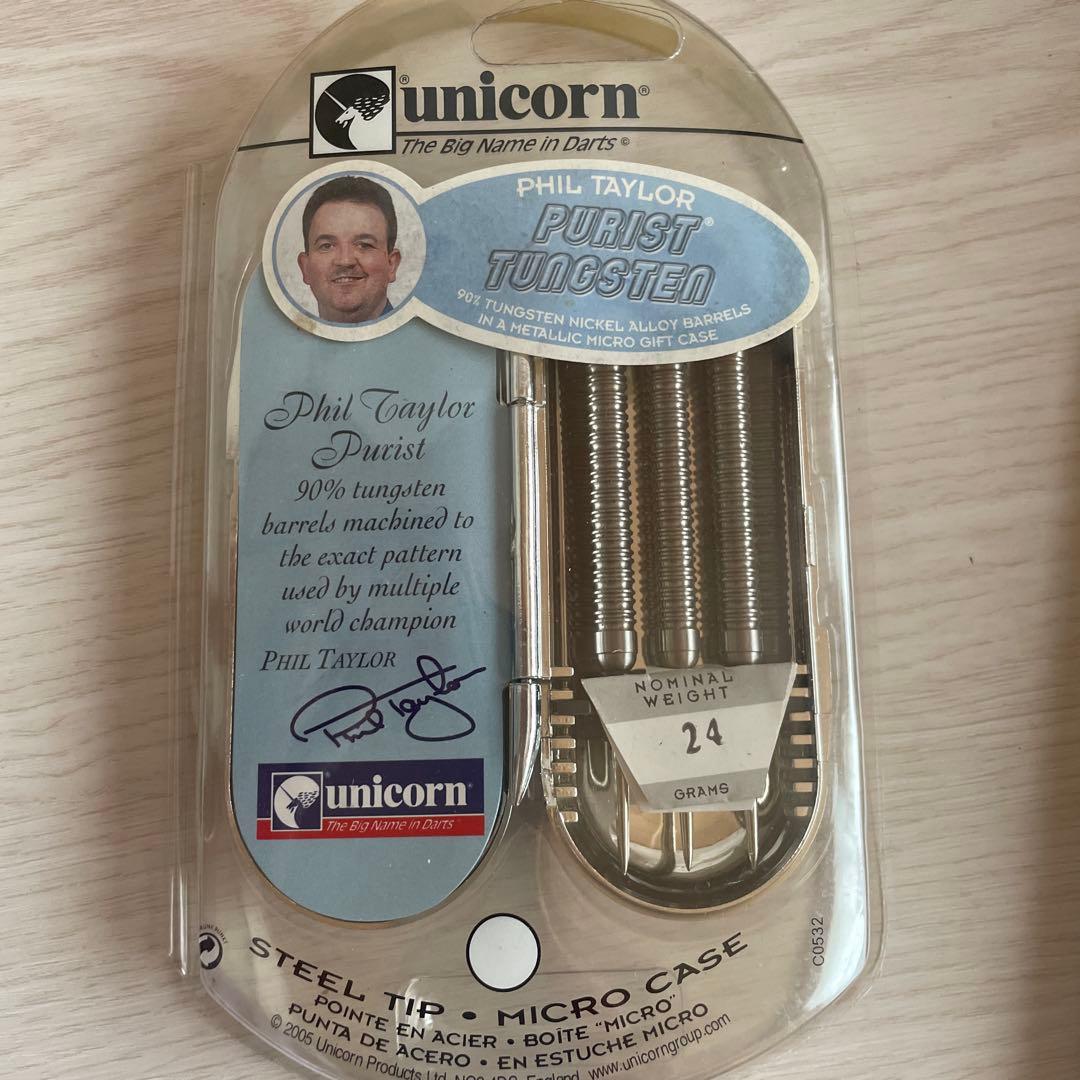 unicorn®
The Big Name in Darts ©
PHIL TAYLOR
PURIST®
TUNGSTEN
90% TUNGSTEN NICKEL ALLOY BARRELS
IN A METALLIC MICRO GIFT CASE
Phil Taylor
Purist
90% tungsten
barrels machined to
the exact pattern
used by multiple
world champion
PHIL TAYLOR
Phil Taylor
unicorn
The Big Name in Darts
NOMINAL
WEIGHT
24
GRAMS
C0532
STEEL TIP • MICRO CASE
POINTE EN ACIER • BOÎTE "MICRO"
PUNTA DE ACERO • EN ESTUCHE MICRO
© 2005 Unicorn Products Ltd England www.unicorngroup.com